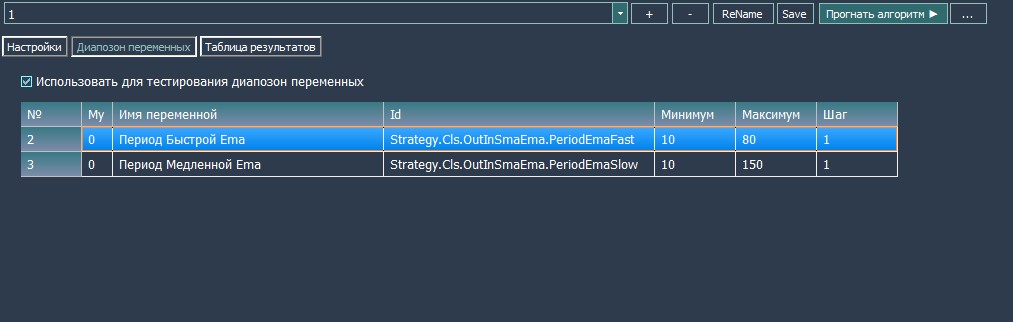 1 + - ReName Save Прогнать алгоритм ...
Настройки Диапозон переменных Таблица результатов
Использовать для тестирования диапозон переменных
№ My Имя переменной Id Минимум Максимум Шаг
2 0 Период Быстрой Ema Strategy.Cls.OutInSmaEma.PeriodEmaFast 10 80 1
3 0 Период Медленной Ema Strategy.Cls.OutInSmaEma.PeriodEmaSlow 10 150 1